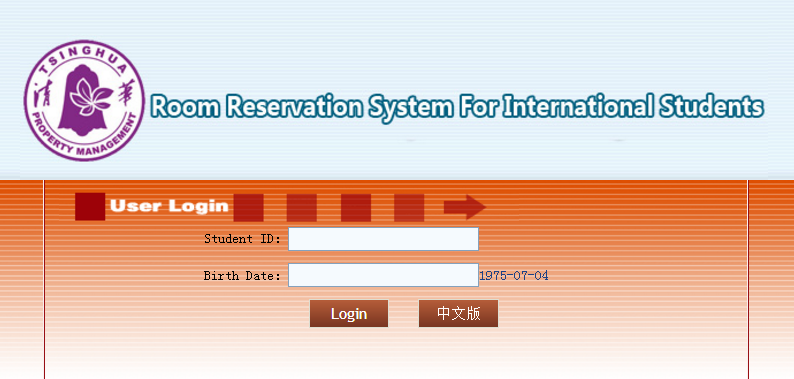 TSINGHUA
清 華
PROPERTY MANAGEMENT
Room Reservation System For International Students
User Login
Student ID:
Birth Date: 1975-07-04
Login 中文版